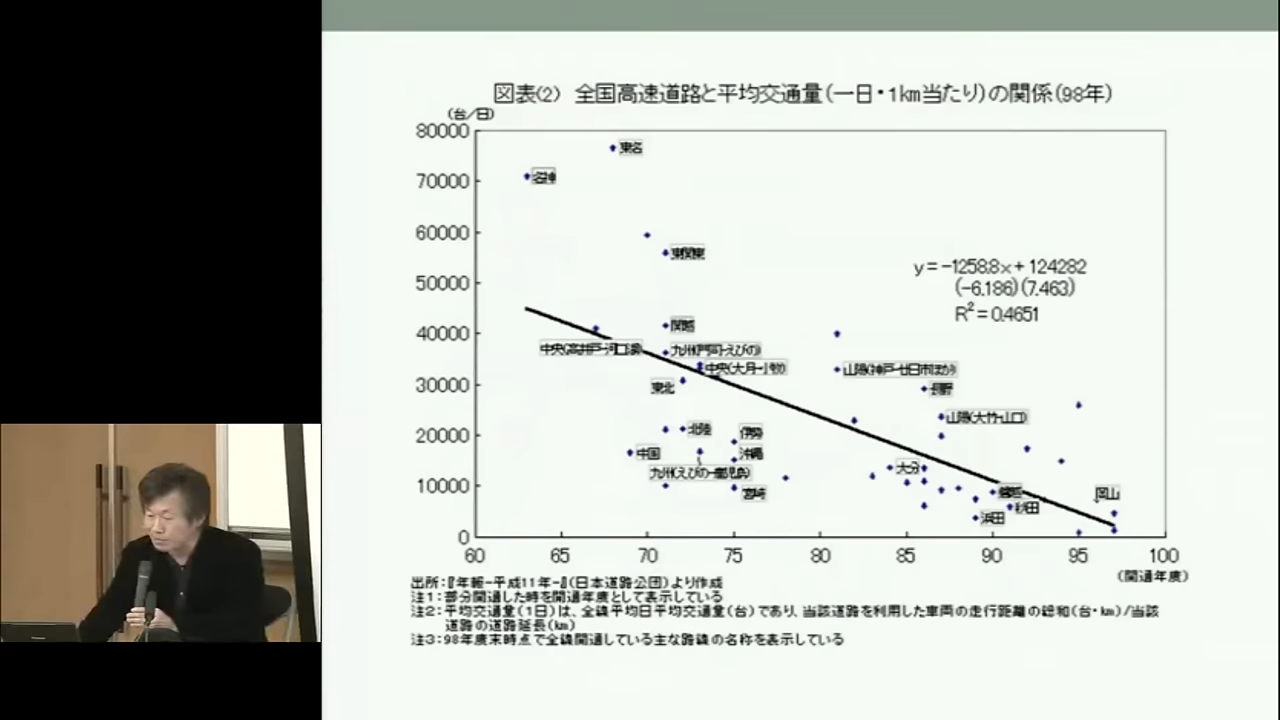 図表(2) 全国高速道路と平均交通量(一日・1km当たり)の関係(98年)
(台/日)
80000
70000
60000
50000
40000
30000
20000
10000
0
60 65 70 75 80 85 90 95 100
(開通年度)
東名
名神
東関東
y=-1258.8x+124282
(-6.186)(7.463)
R²=0.4651
関越
中央(高井戸-河口湖)
九州(門司-えびの)
中央(大月-小牧)
山陽(神戸-廿日市ほか)
東北
長野
山陽(大竹-山口)
北陸
伊勢
中国
沖縄
九州(えびの-鹿児島)
大分
宮崎
岡山
秋田
浜田
出所:『年報-平成11年-』(日本道路公団)より作成
注1:部分開通した時を開通年度として表示している
注2:平均交通量(1日)は、全線平均日平均交通量(台)であり、当該道路を利用した車両の走行距離の総和(台・km)/当該
道路の道路延長(km)
注3:98年度末時点で全線開通している主な路線の名称を表示している